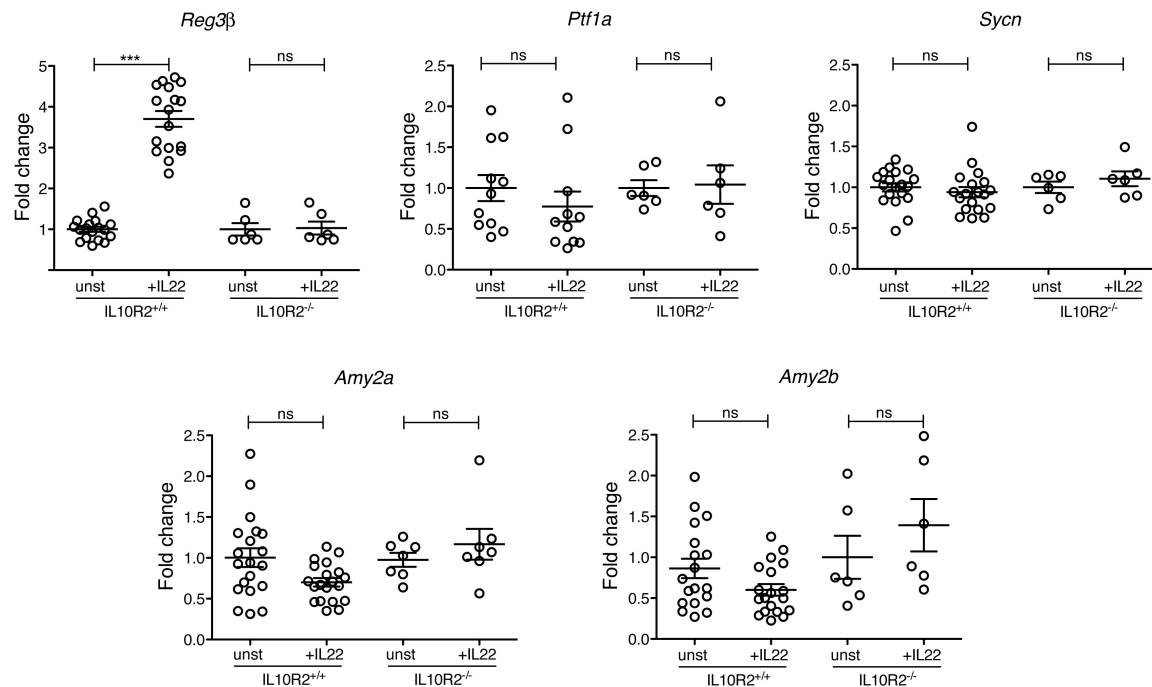 Reg3β
*** ns
Fold change
5
4
3
2
1
unst +IL22 unst +IL22
IL10R2+/+ IL10R2-/-
Ptf1a
ns ns
Fold change
2.5
2.0
1.5
1.0
0.5
0.0
unst +IL22 unst +IL22
IL10R2+/+ IL10R2-/-
Sycn
ns ns
Fold change
2.5
2.0
1.5
1.0
0.5
0.0
unst +IL22 unst +IL22
IL10R2+/+ IL10R2-/-
Amy2a
ns ns
Fold change
2.5
2.0
1.5
1.0
0.5
0.0
unst +IL22 unst +IL22
IL10R2+/+ IL10R2-/-
Amy2b
ns ns
Fold change
2.5
2.0
1.5
1.0
0.5
0.0
unst +IL22 unst +IL22
IL10R2+/+ IL10R2-/-